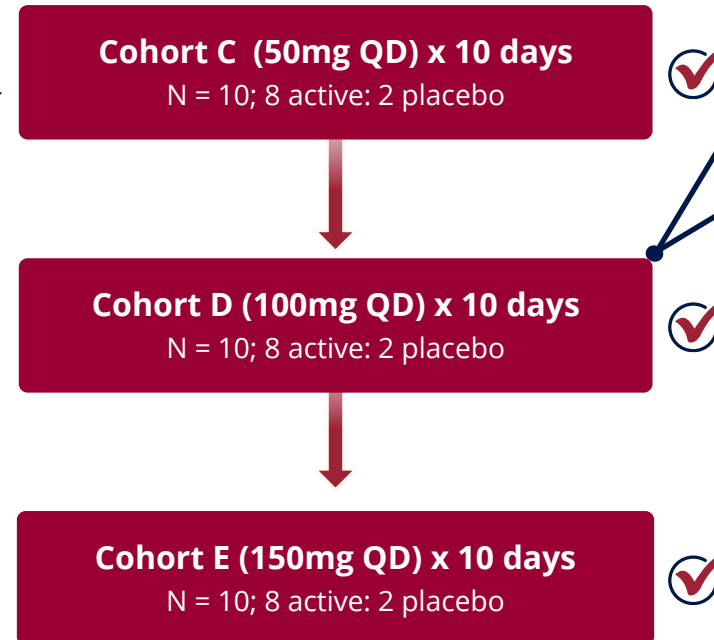 Cohort C (50mg QD) x 10 days
N = 10; 8 active: 2 placebo
Cohort D (100mg QD) x 10 days
N = 10; 8 active: 2 placebo
Cohort E (150mg QD) x 10 days
N = 10; 8 active: 2 placebo